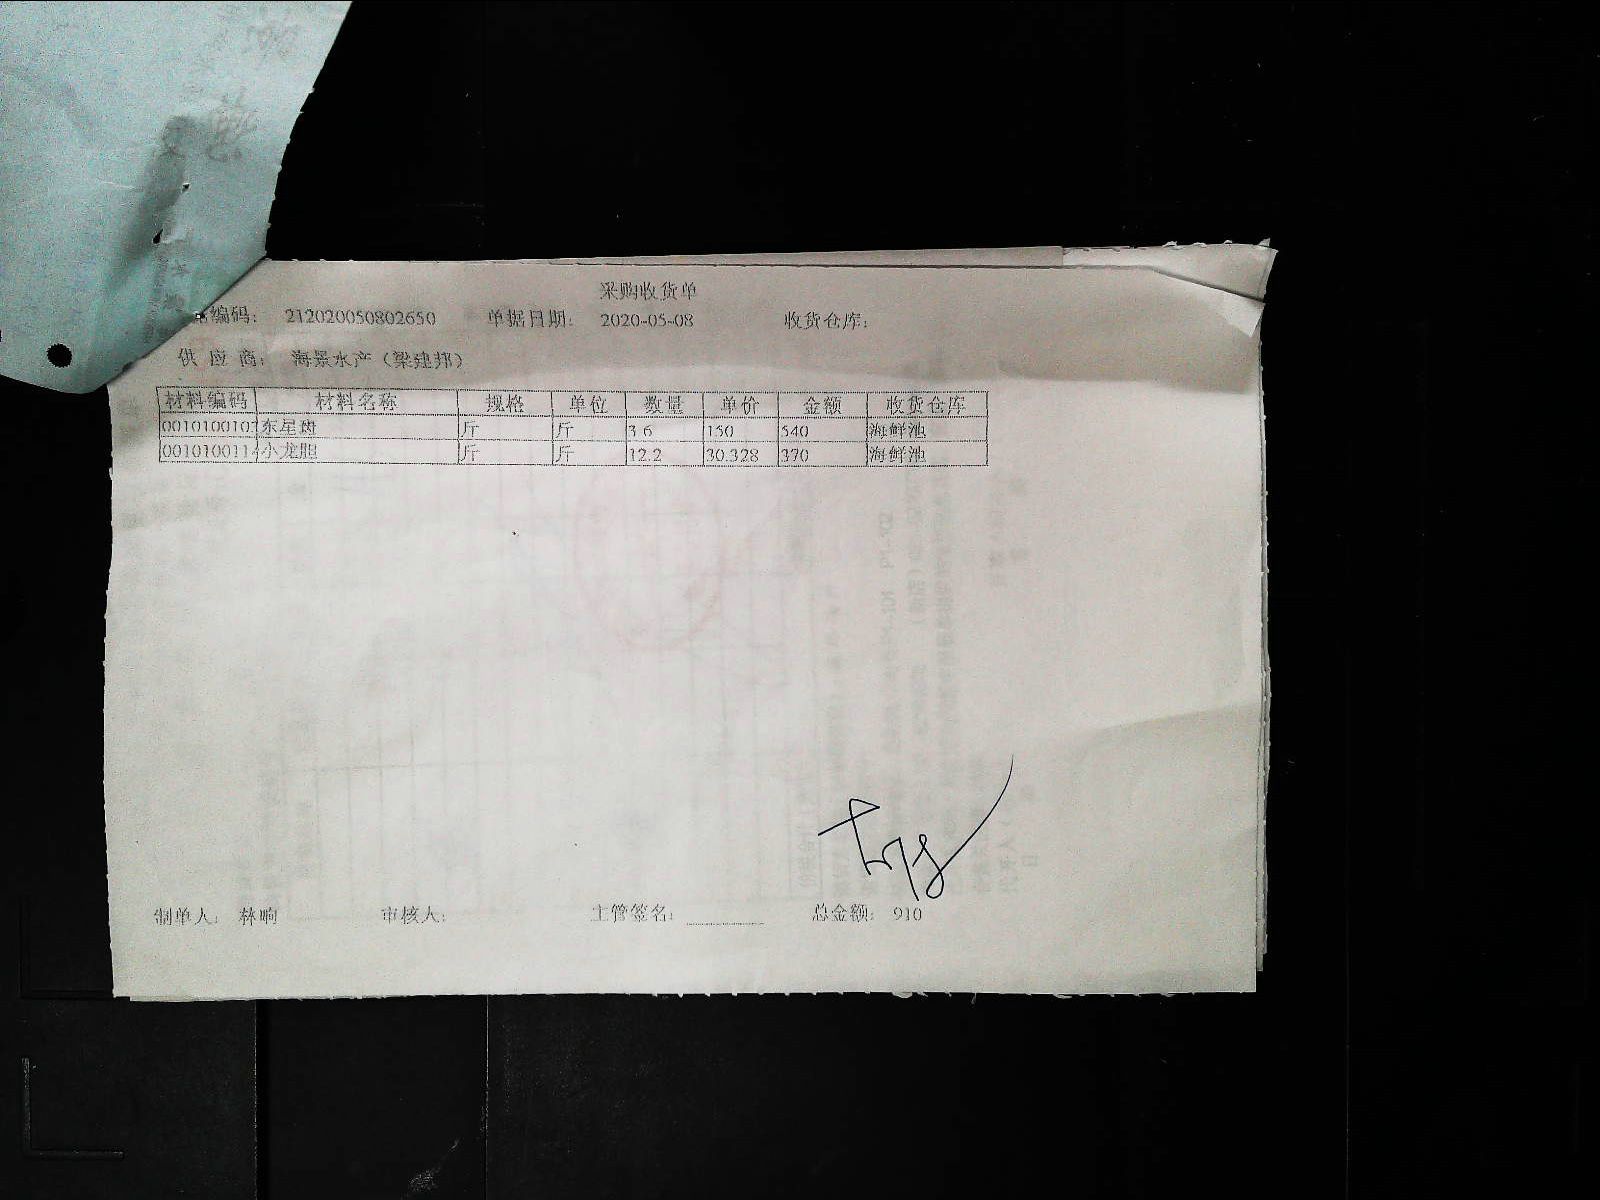 采购收货单
编码： 212020050802650 单据日期： 2020-05-08 收货仓库：
供 应 商： 海景水产（梁建邦）
材料编码 材料名称 规格 单位 数量 单价 金额 收货仓库
0010100107 东星斑 斤 斤 3.6 150 540 海鲜池
0010100114 小龙胆 斤 斤 12.2 30.328 370 海鲜池
制单人： 林晌 审核人： 主管签名： 总金额： 910